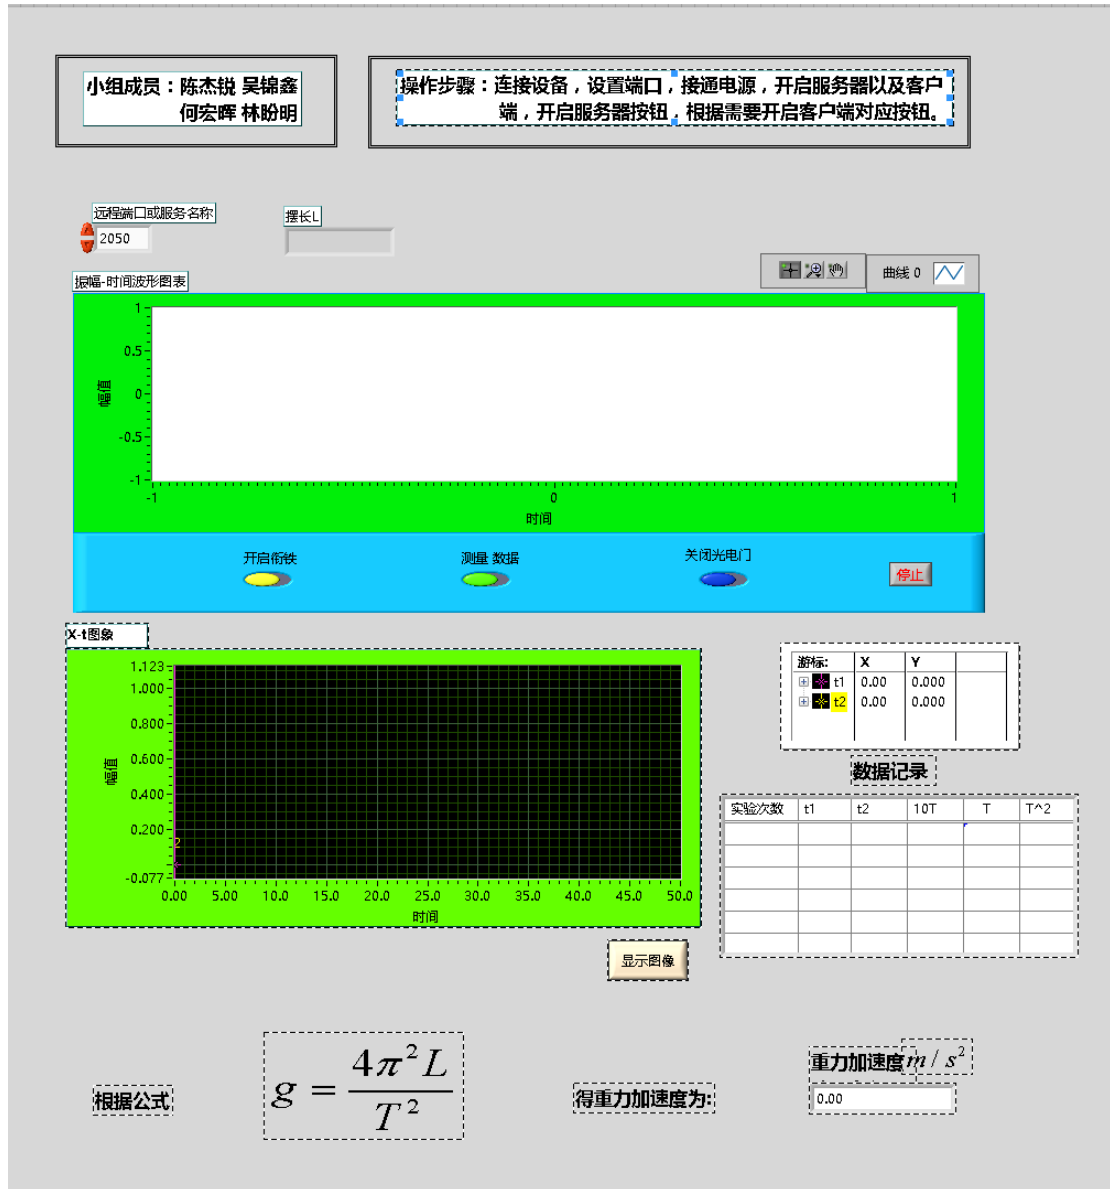 小组成员：陈杰锐 吴锦鑫
何宏晖 林盼明
操作步骤：连接设备，设置端口，接通电源，开启服务器以及客户
端，开启服务器按钮，根据需要开启客户端对应按钮。
远程端口或服务名称
2050
摆长L
振幅-时间波形图表
曲线 0
1
0.5
0
-0.5
-1
幅值
-1 0 1
时间
开启衔铁 测量 数据 关闭光电门
停止
X-t图象
1.123
1.000
0.800
0.600
0.400
0.200
-0.077
幅值
2
0.00 5.00 10.0 15.0 20.0 25.0 30.0 35.0 40.0 45.0 50.0
时间
显示图像
游标: X Y
t1 0.00 0.000
t2 0.00 0.000
数据记录
实验次数 t1 t2 10T T T^2
根据公式
g = 4π²L / T²
得重力加速度为:
重力加速度 m / s²
0.00